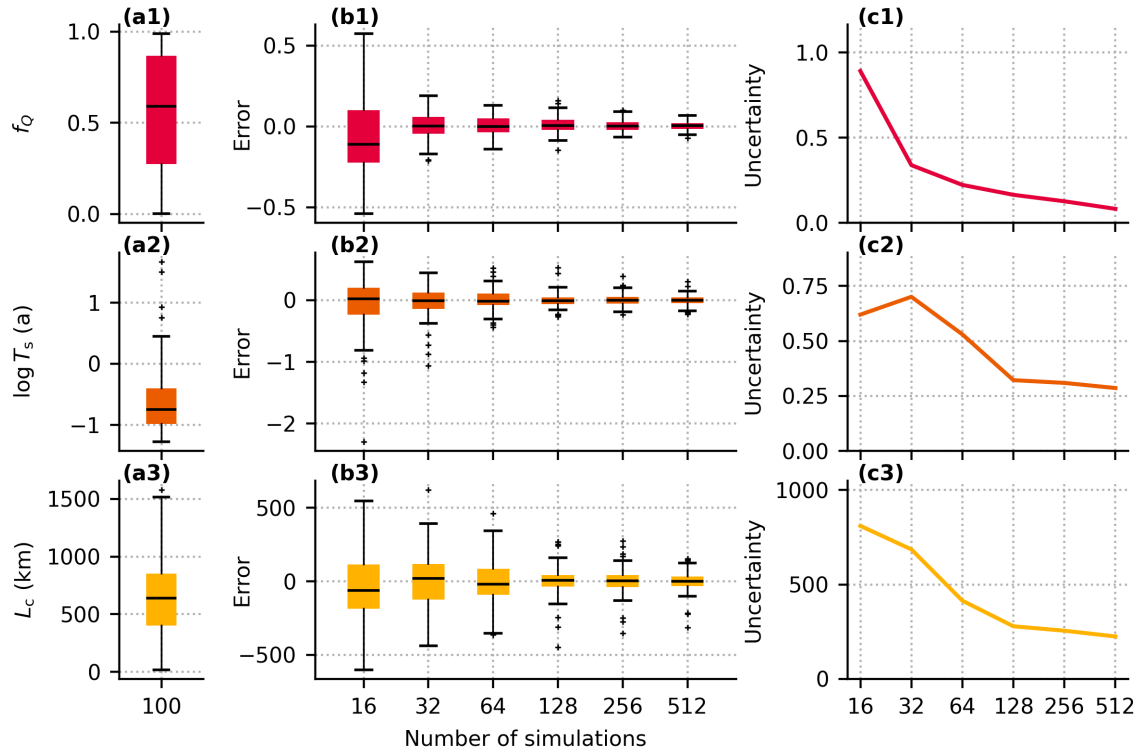 (a1)
1.0
0.5
0.0
f_Q
(b1)
0.5
0.0
−0.5
Error
(c1)
1.0
0.5
0.0
Uncertainty
(a2)
1
0
−1
log T_s (a)
(b2)
0
−1
−2
Error
(c2)
0.75
0.50
0.25
0.00
Uncertainty
(a3)
1500
1000
500
0
L_c (km)
100
(b3)
500
0
−500
Error
16 32 64 128 256 512
Number of simulations
(c3)
1000
500
0
Uncertainty
16 32 64 128 256 512